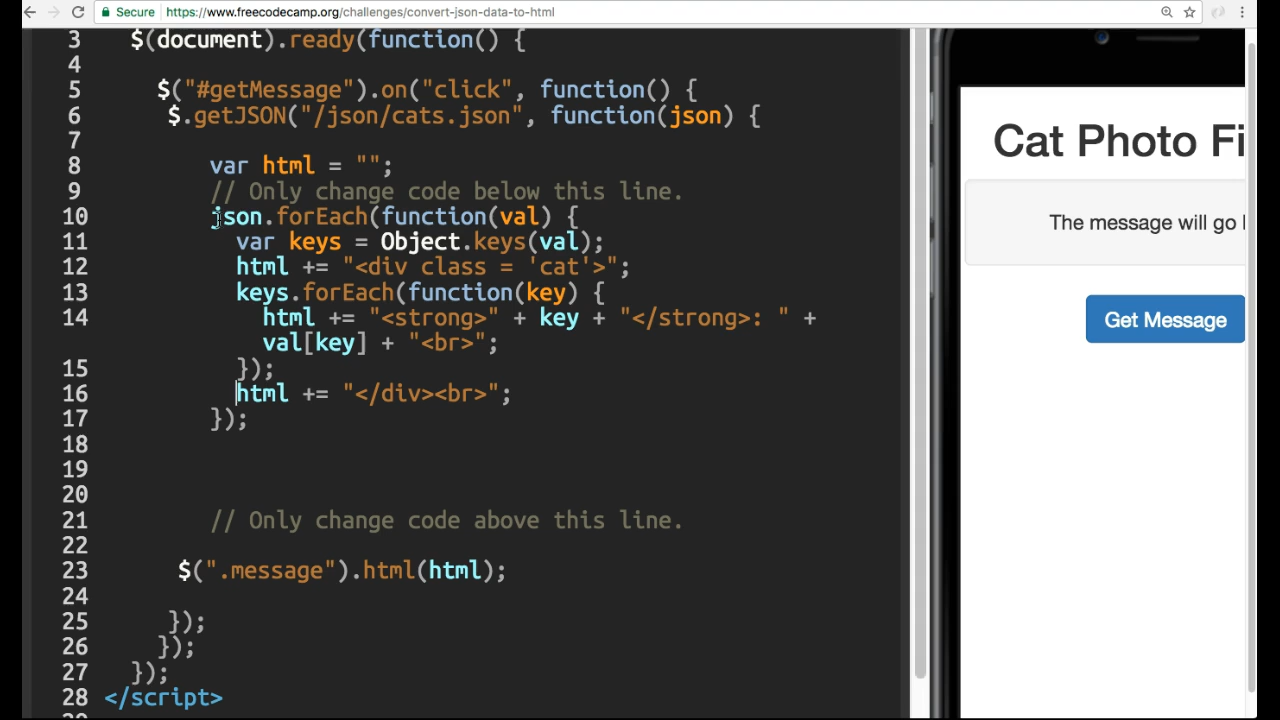 Secure https://www.freecodecamp.org/challenges/convert-json-data-to-html
3 $(document).ready(function() {
4
5 $("#getMessage").on("click", function() {
6 $.getJSON("/json/cats.json", function(json) {
7
8 var html = "";
9 // Only change code below this line.
10 json.forEach(function(val) {
11 var keys = Object.keys(val);
12 html += "<div class = 'cat'>";
13 keys.forEach(function(key) {
14 html += "<strong>" + key + "</strong>: " +
val[key] + "<br>";
15 });
16 html += "</div><br>";
17 });
18
19
20
21 // Only change code above this line.
22
23 $(".message").html(html);
24
25 });
26 });
27 });
28 </script>
Cat Photo Fi
The message will go
Get Message